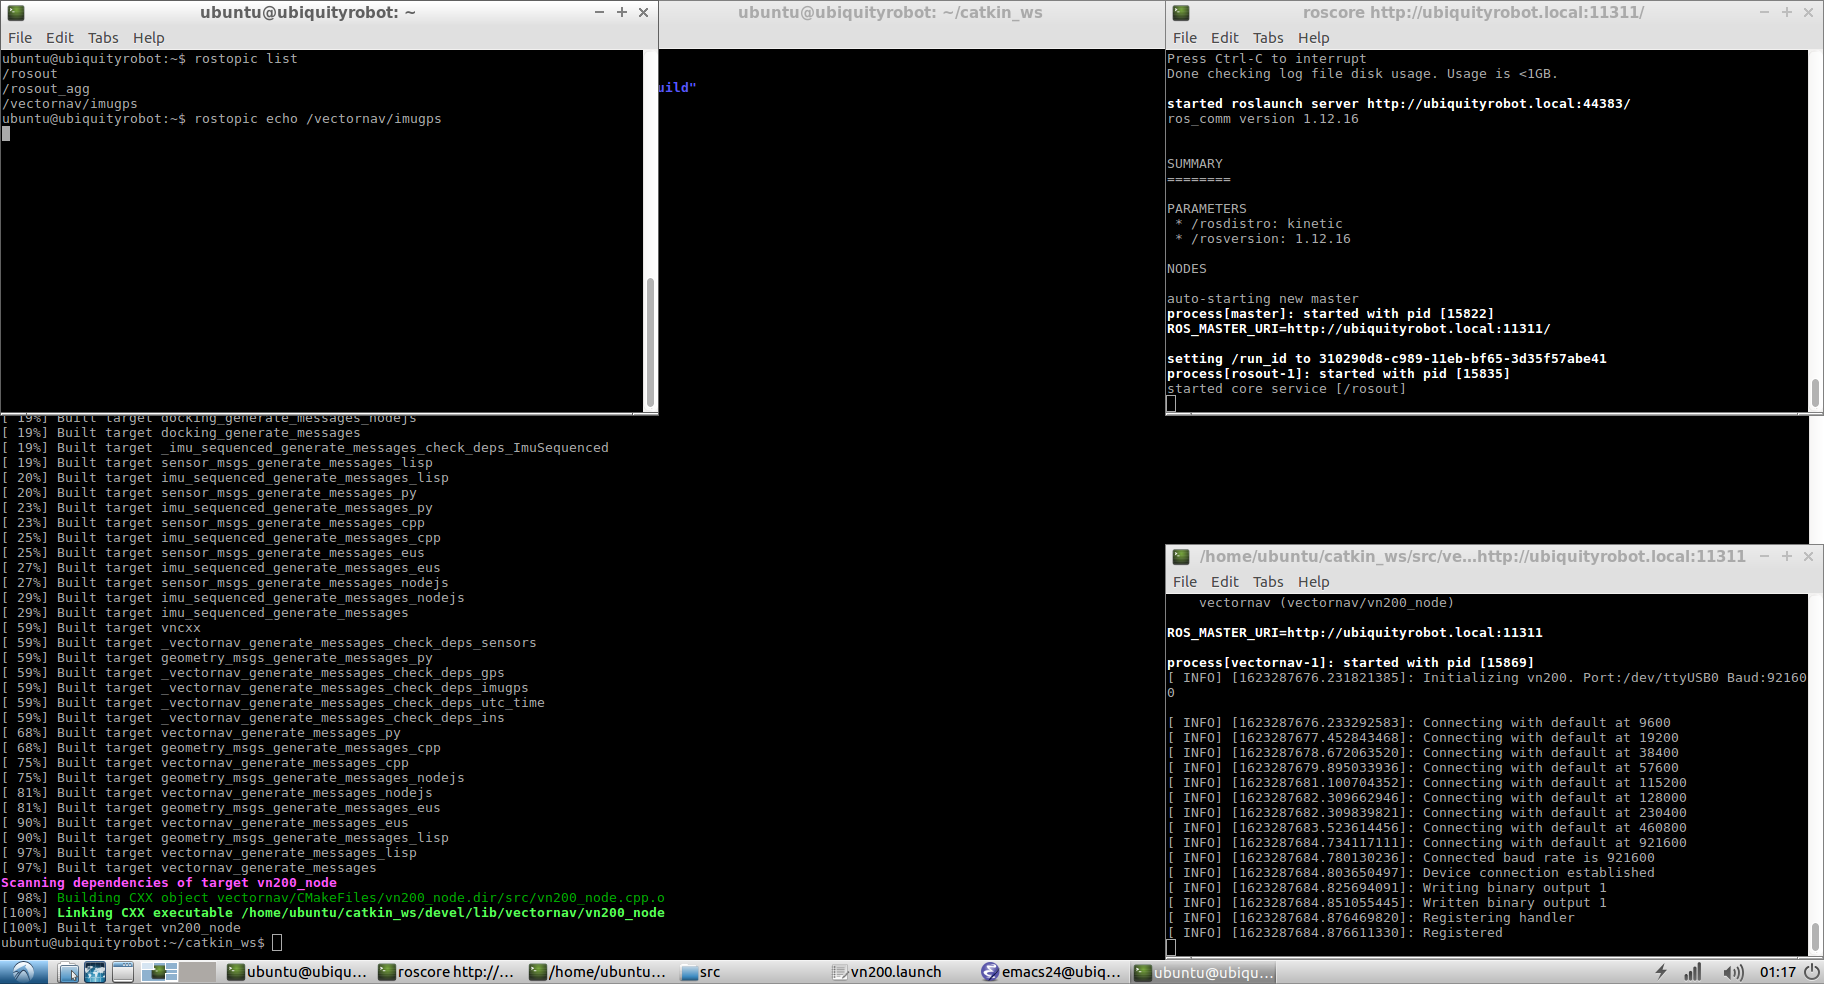 ubuntu@ubiquityrobot: ~
File Edit Tabs Help
ubuntu@ubiquityrobot:~$ rostopic list
/rosout
/rosout_agg
/vectornav/imugps
ubuntu@ubiquityrobot:~$ rostopic echo /vectornav/imugps
ubuntu@ubiquityrobot: ~/catkin_ws
uild"
[ 19%] Built target docking_generate_messages_nodejs
[ 19%] Built target docking_generate_messages
[ 19%] Built target _imu_sequenced_generate_messages_check_deps_ImuSequenced
[ 19%] Built target sensor_msgs_generate_messages_lisp
[ 20%] Built target imu_sequenced_generate_messages_lisp
[ 20%] Built target sensor_msgs_generate_messages_py
[ 23%] Built target imu_sequenced_generate_messages_py
[ 23%] Built target sensor_msgs_generate_messages_cpp
[ 25%] Built target imu_sequenced_generate_messages_cpp
[ 25%] Built target sensor_msgs_generate_messages_eus
[ 27%] Built target imu_sequenced_generate_messages_eus
[ 27%] Built target sensor_msgs_generate_messages_nodejs
[ 29%] Built target imu_sequenced_generate_messages_nodejs
[ 29%] Built target imu_sequenced_generate_messages
[ 59%] Built target vncxx
[ 59%] Built target _vectornav_generate_messages_check_deps_sensors
[ 59%] Built target geometry_msgs_generate_messages_py
[ 59%] Built target _vectornav_generate_messages_check_deps_gps
[ 59%] Built target _vectornav_generate_messages_check_deps_imugps
[ 59%] Built target _vectornav_generate_messages_check_deps_utc_time
[ 59%] Built target _vectornav_generate_messages_check_deps_ins
[ 68%] Built target vectornav_generate_messages_py
[ 68%] Built target geometry_msgs_generate_messages_cpp
[ 75%] Built target vectornav_generate_messages_cpp
[ 75%] Built target geometry_msgs_generate_messages_nodejs
[ 81%] Built target vectornav_generate_messages_nodejs
[ 81%] Built target geometry_msgs_generate_messages_eus
[ 90%] Built target vectornav_generate_messages_eus
[ 90%] Built target geometry_msgs_generate_messages_lisp
[ 97%] Built target vectornav_generate_messages_lisp
[ 97%] Built target vectornav_generate_messages
Scanning dependencies of target vn200_node
[ 98%] Building CXX object vectornav/CMakeFiles/vn200_node.dir/src/vn200_node.cpp.o
[100%] Linking CXX executable /home/ubuntu/catkin_ws/devel/lib/vectornav/vn200_node
[100%] Built target vn200_node
ubuntu@ubiquityrobot:~/catkin_ws$
roscore http://ubiquityrobot.local:11311/
File Edit Tabs Help
Press Ctrl-C to interrupt
Done checking log file disk usage. Usage is <1GB.
started roslaunch server http://ubiquityrobot.local:44383/
ros_comm version 1.12.16
SUMMARY
========
PARAMETERS
* /rosdistro: kinetic
* /rosversion: 1.12.16
NODES
auto-starting new master
process[master]: started with pid [15822]
ROS_MASTER_URI=http://ubiquityrobot.local:11311/
setting /run_id to 310290d8-c989-11eb-bf65-3d35f57abe41
process[rosout-1]: started with pid [15835]
started core service [/rosout]
/home/ubuntu/catkin_ws/src/ve...http://ubiquityrobot.local:11311
File Edit Tabs Help
vectornav (vectornav/vn200_node)
ROS_MASTER_URI=http://ubiquityrobot.local:11311
process[vectornav-1]: started with pid [15869]
[ INFO] [1623287676.231821385]: Initializing vn200. Port:/dev/ttyUSB0 Baud:92160
0
[ INFO] [1623287676.233292583]: Connecting with default at 9600
[ INFO] [1623287677.452843468]: Connecting with default at 19200
[ INFO] [1623287678.672063520]: Connecting with default at 38400
[ INFO] [1623287679.895033936]: Connecting with default at 57600
[ INFO] [1623287681.100704352]: Connecting with default at 115200
[ INFO] [1623287682.309662946]: Connecting with default at 128000
[ INFO] [1623287682.309839821]: Connecting with default at 230400
[ INFO] [1623287683.523614456]: Connecting with default at 460800
[ INFO] [1623287684.734117111]: Connecting with default at 921600
[ INFO] [1623287684.780130236]: Connected baud rate is 921600
[ INFO] [1623287684.803650497]: Device connection established
[ INFO] [1623287684.825694091]: Writing binary output 1
[ INFO] [1623287684.851055445]: Written binary output 1
[ INFO] [1623287684.876469820]: Registering handler
[ INFO] [1623287684.876611330]: Registered
ubuntu@ubiqu... roscore http://... /home/ubuntu... src vn200.launch emacs24@ubiq... ubuntu@ubiqu... 01:17